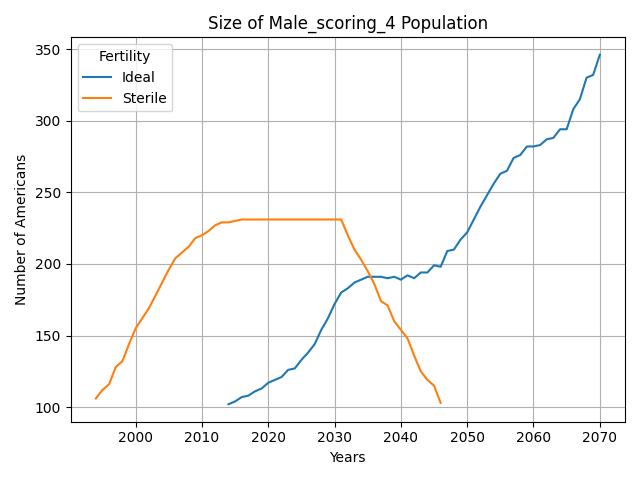 Size of Male_scoring_4 Population
Number of Americans
350
300
250
200
150
100
Fertility
Ideal
Sterile
2000 2010 2020 2030 2040 2050 2060 2070
Years